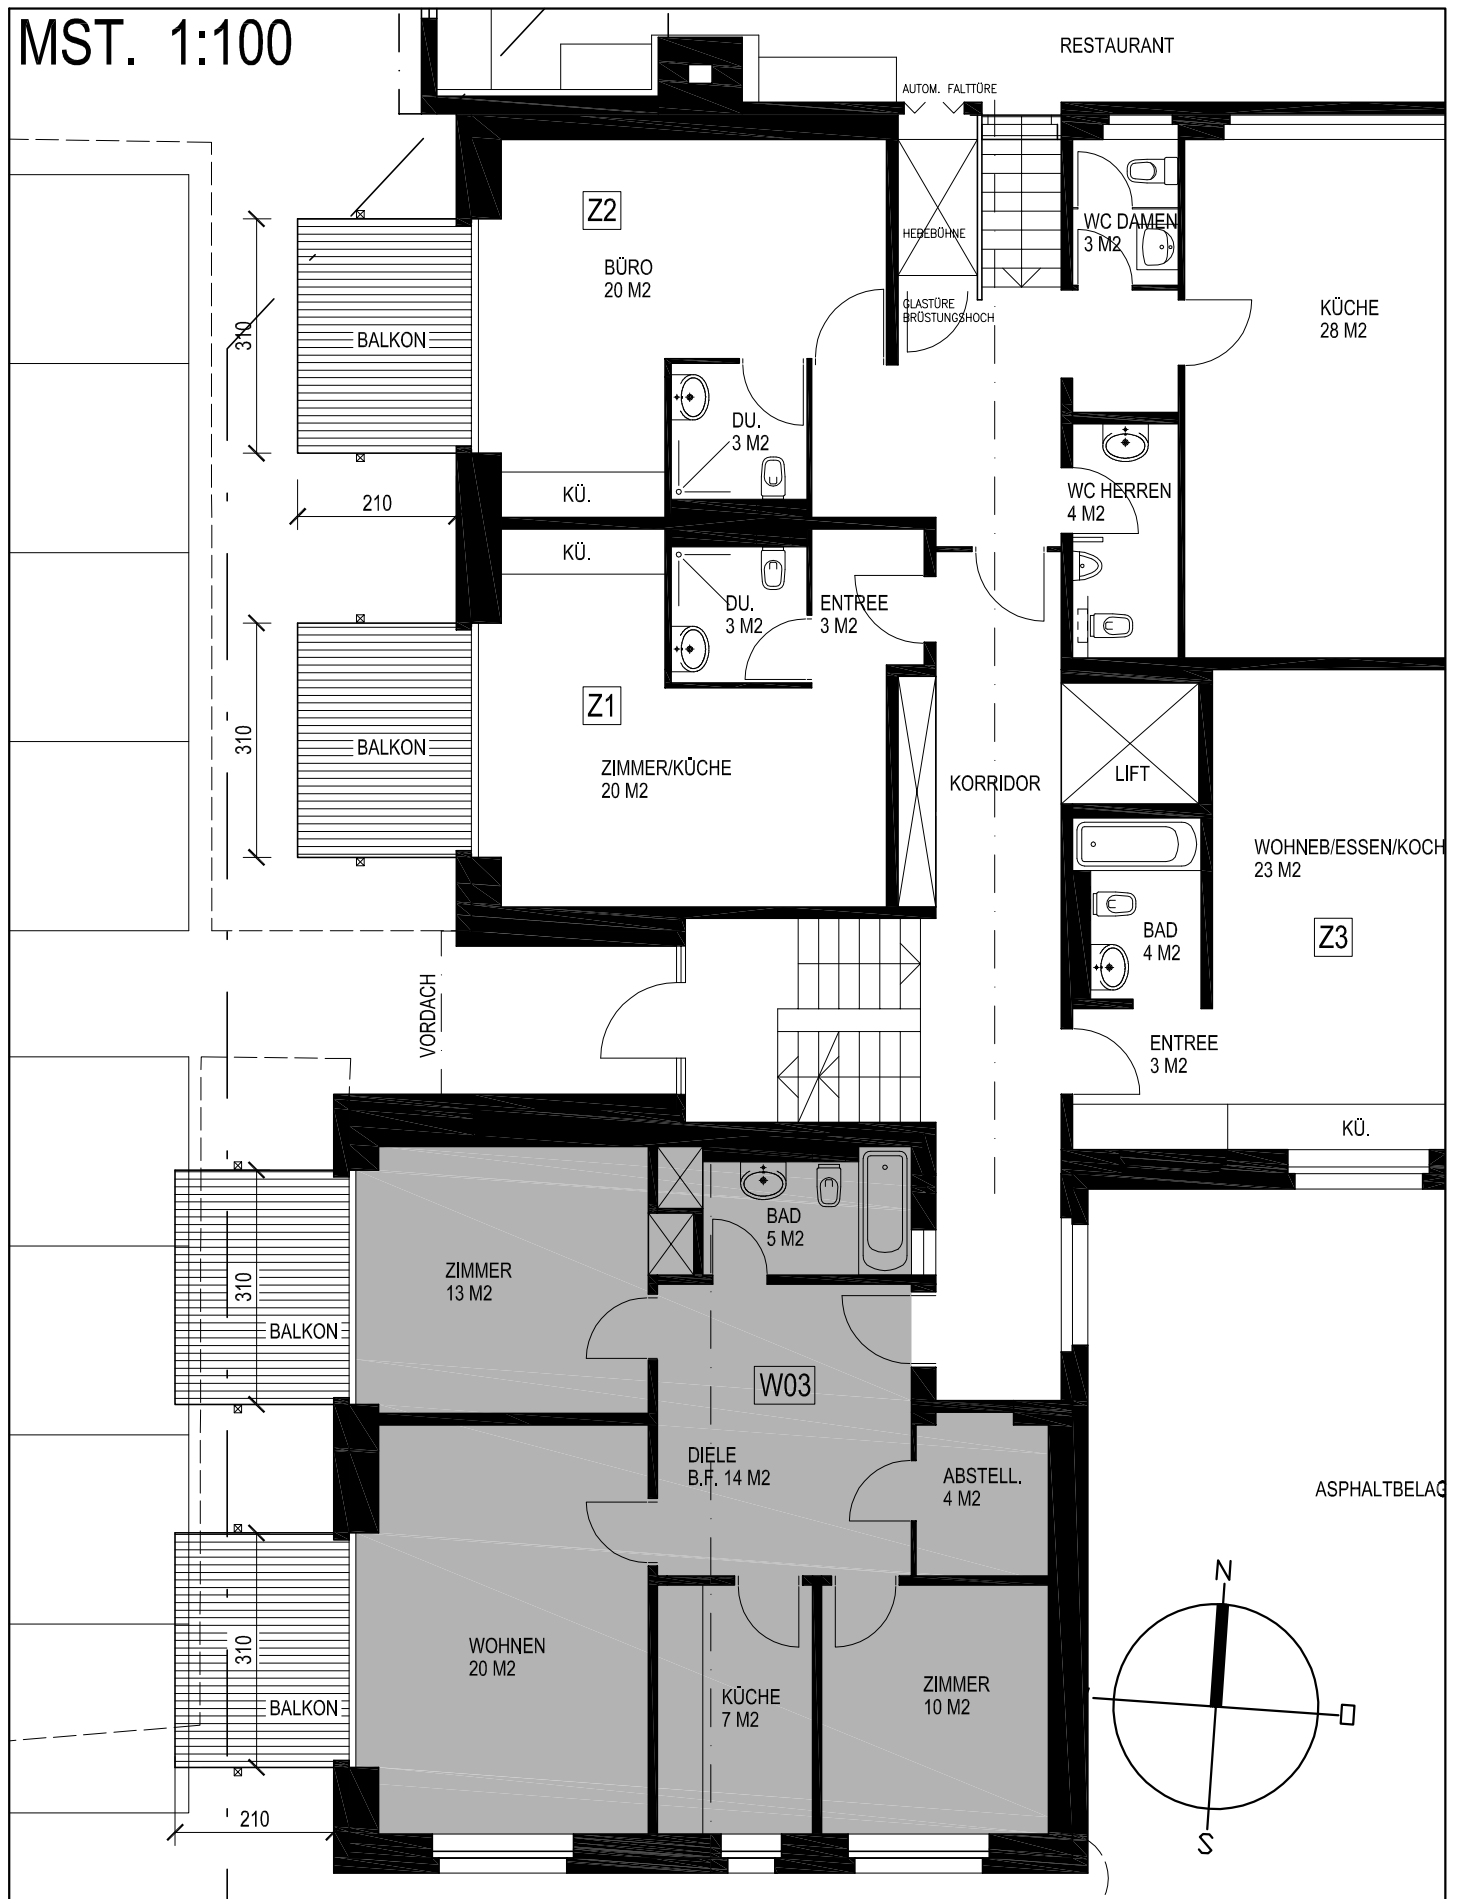 MST. 1:100
RESTAURANT
AUTOM. FALTTÜRE
Z2
BÜRO
20 M2
HEBEBÜHNE
WC DAMEN
3 M2
GLASTÜRE
BRÜSTUNGSHOCH
KÜCHE
28 M2
310
BALKON
DU.
3 M2
KÜ.
210
WC HERREN
4 M2
KÜ.
DU.
3 M2
ENTREE
3 M2
Z1
310
BALKON
ZIMMER/KÜCHE
20 M2
KORRIDOR
LIFT
WOHNEB/ESSEN/KOCH
23 M2
BAD
4 M2
Z3
VORDACH
ENTREE
3 M2
KÜ.
BAD
5 M2
ZIMMER
13 M2
310
BALKON
W03
DIELE
B.F. 14 M2
ABSTELL.
4 M2
ASPHALTBELAG
N
WOHNEN
20 M2
310
BALKON
KÜCHE
7 M2
ZIMMER
10 M2
O
S
210